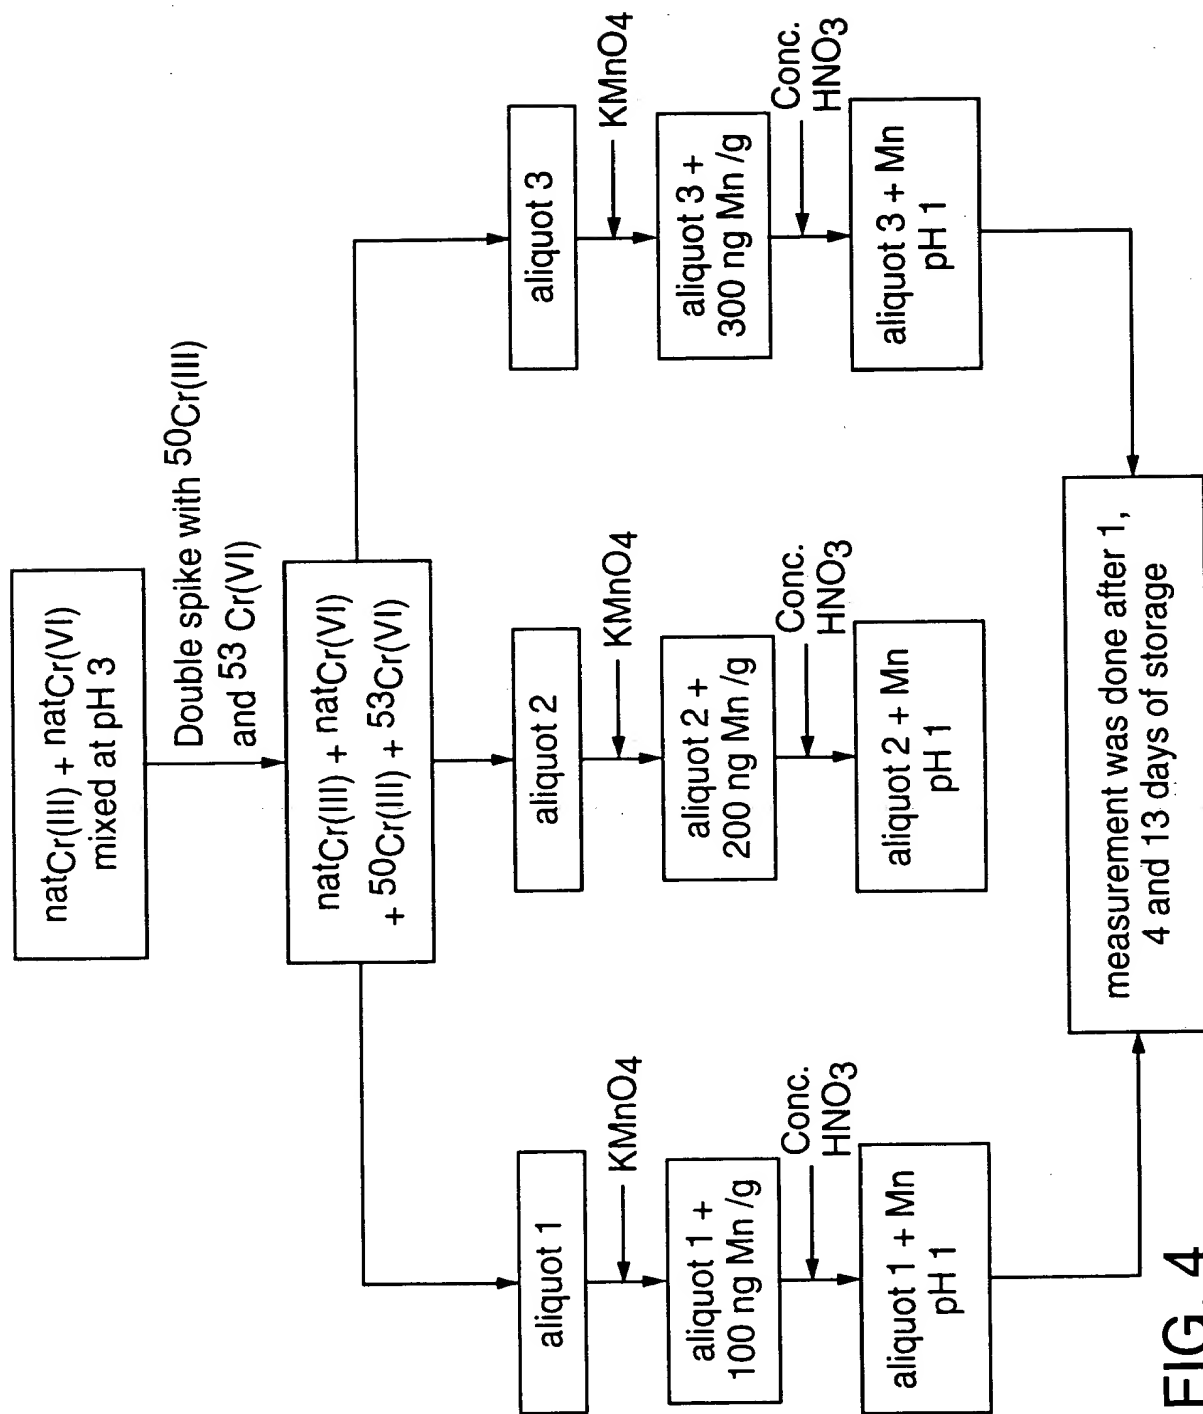 natCr(III) + natCr(VI)
mixed at pH 3
Double spike with 50Cr(III)
and 53 Cr(VI)
natCr(III) + natCr(VI)
+ 50Cr(III) + 53Cr(VI)
aliquot 1
KMnO4
aliquot 1 +
100 ng Mn /g
Conc.
HNO3
aliquot 1 + Mn
pH 1
aliquot 2
KMnO4
aliquot 2 +
200 ng Mn /g
Conc.
HNO3
aliquot 2 + Mn
pH 1
aliquot 3
KMnO4
aliquot 3 +
300 ng Mn /g
Conc.
HNO3
aliquot 3 + Mn
pH 1
measurement was done after 1,
4 and 13 days of storage
FIG. 4